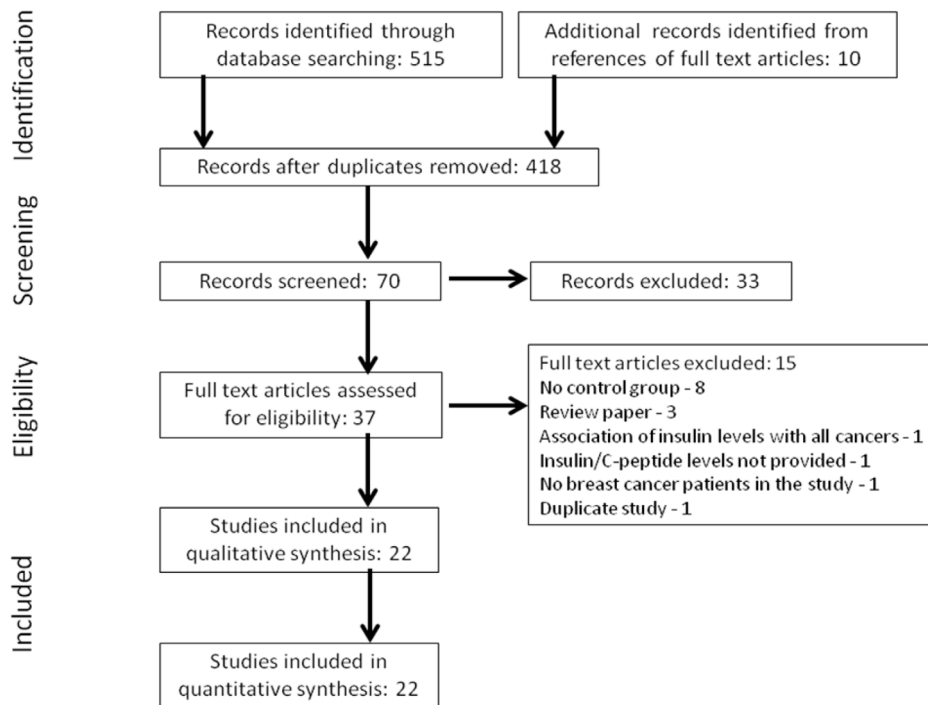 Identification
Records identified through
database searching: 515
Additional records identified from
references of full text articles: 10
Records after duplicates removed: 418
Screening
Records screened: 70
Records excluded: 33
Eligibility
Full text articles assessed
for eligibility: 37
Full text articles excluded: 15
No control group - 8
Review paper - 3
Association of insulin levels with all cancers - 1
Insulin/C-peptide levels not provided - 1
No breast cancer patients in the study - 1
Duplicate study - 1
Included
Studies included in
qualitative synthesis: 22
Studies included in
quantitative synthesis: 22